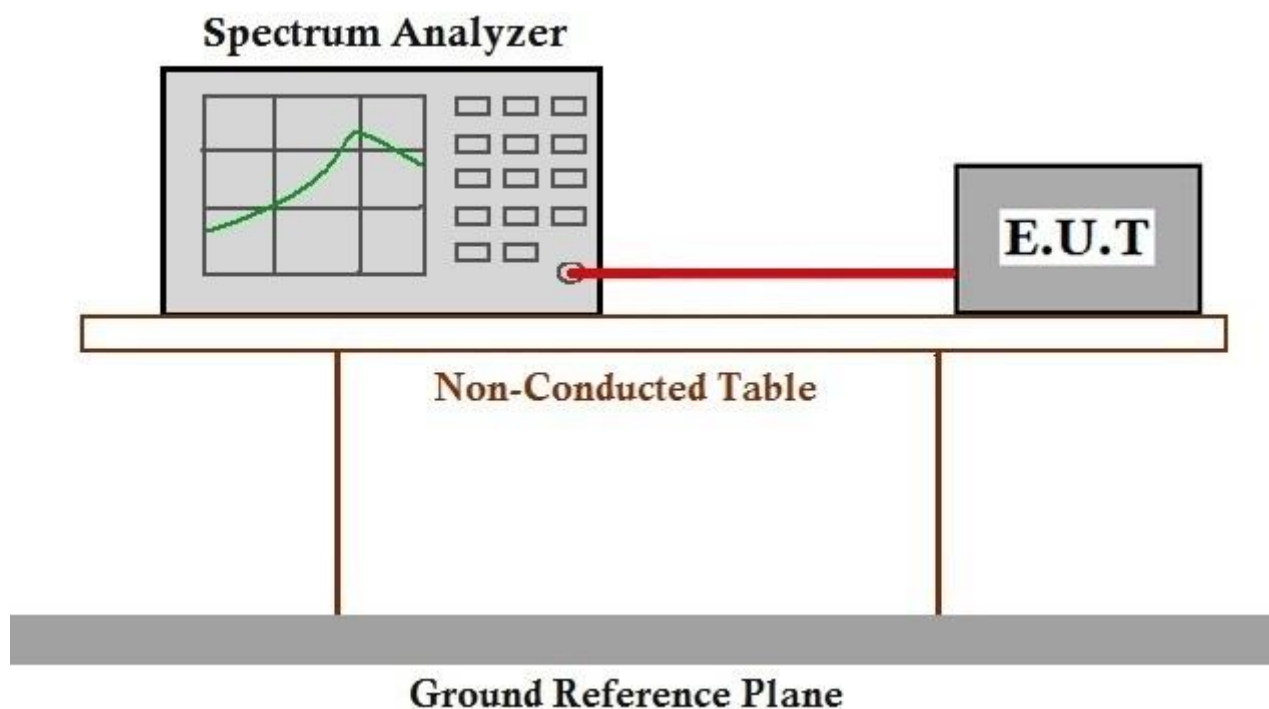 Spectrum Analyzer
E.U.T
Non-Conducted Table
Ground Reference Plane